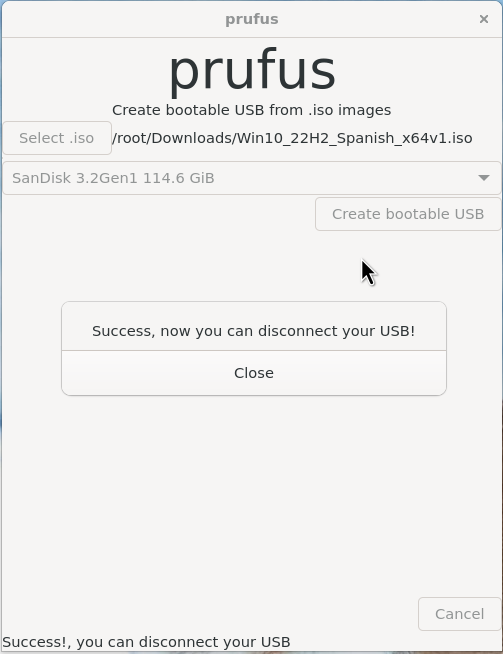 prufus
prufus
Create bootable USB from .iso images
Select .iso /root/Downloads/Win10_22H2_Spanish_x64v1.iso
SanDisk 3.2Gen1 114.6 GiB
Create bootable USB
Success, now you can disconnect your USB!
Close
Cancel
Success!, you can disconnect your USB